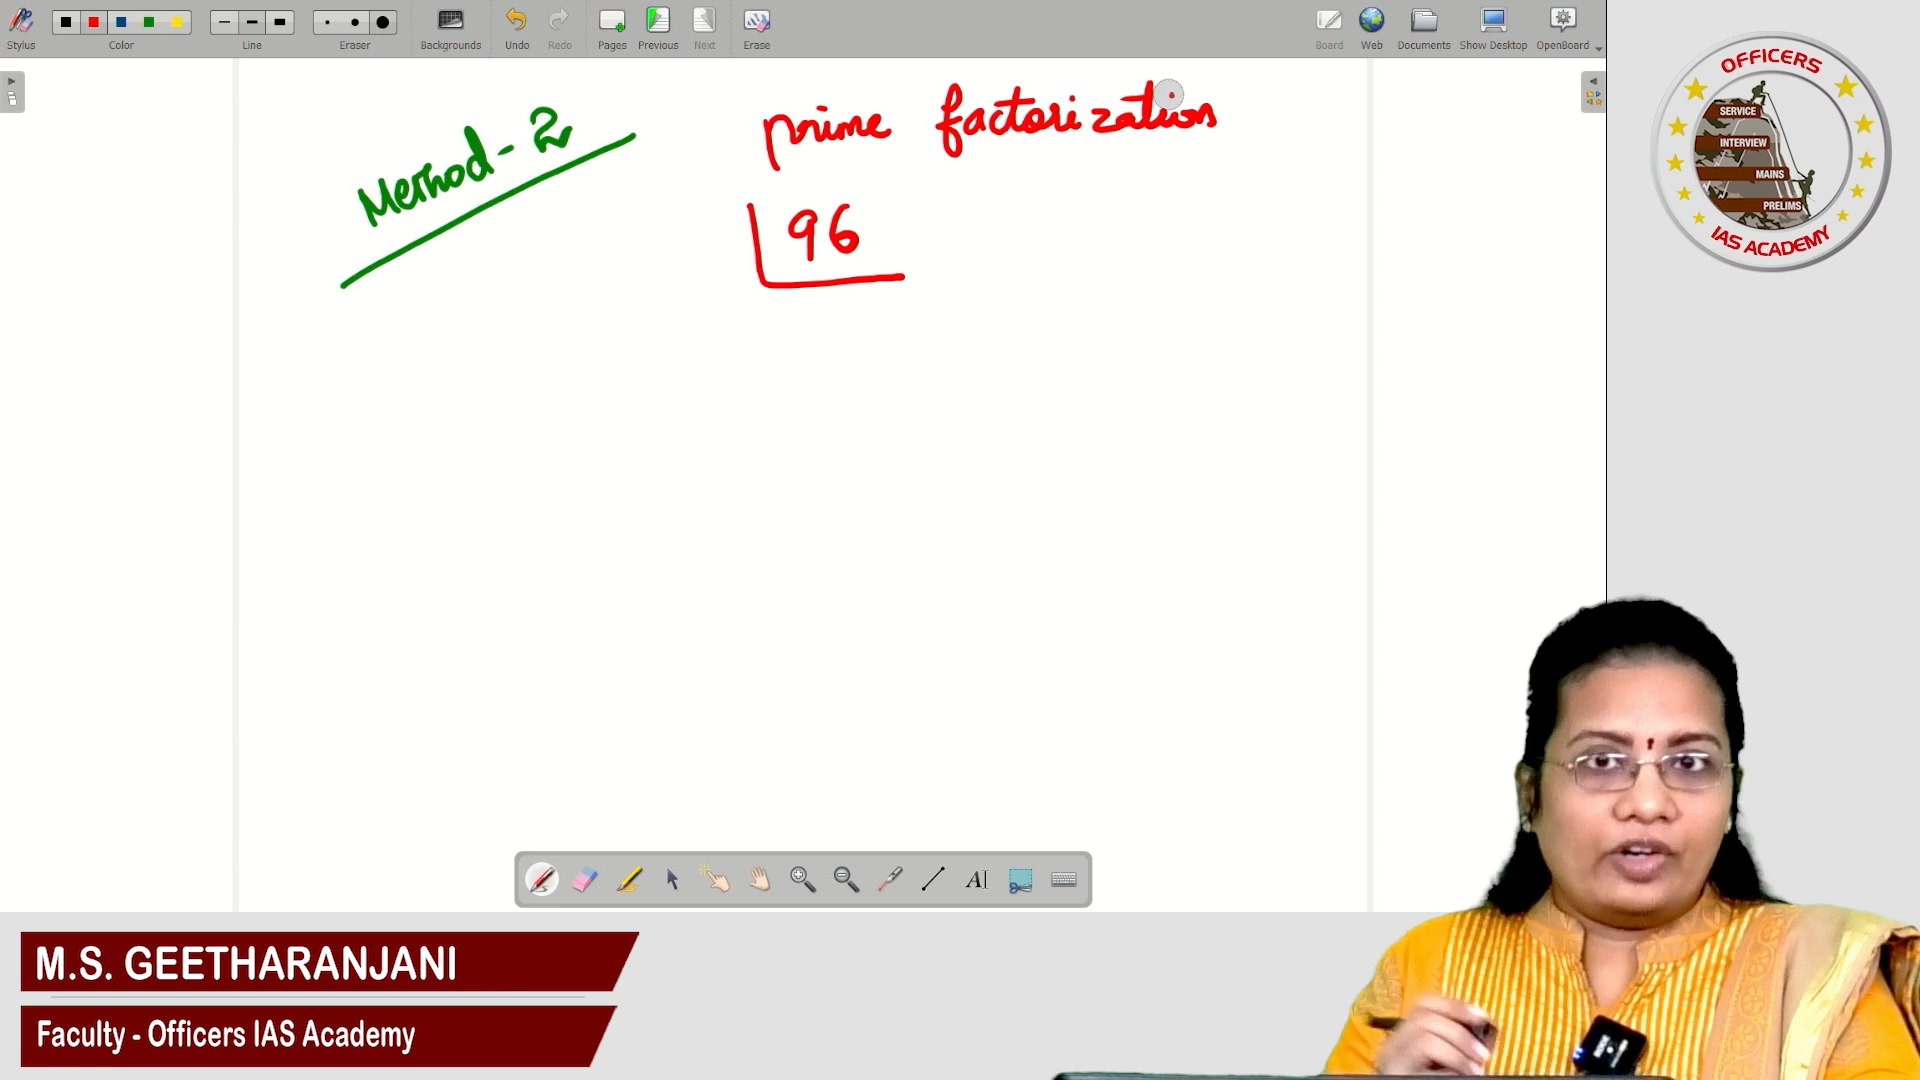 Stylus
Color
Line
Eraser
Backgrounds
Undo
Redo
Pages
Previous
Next
Erase
Board
Web
Documents
Show Desktop
OpenBoard
Method - 2
prime factorization
96
OFFICERS
SERVICE
INTERVIEW
MAINS
PRELIMS
IAS ACADEMY
M.S. GEETHARANJANI
Faculty - Officers IAS Academy